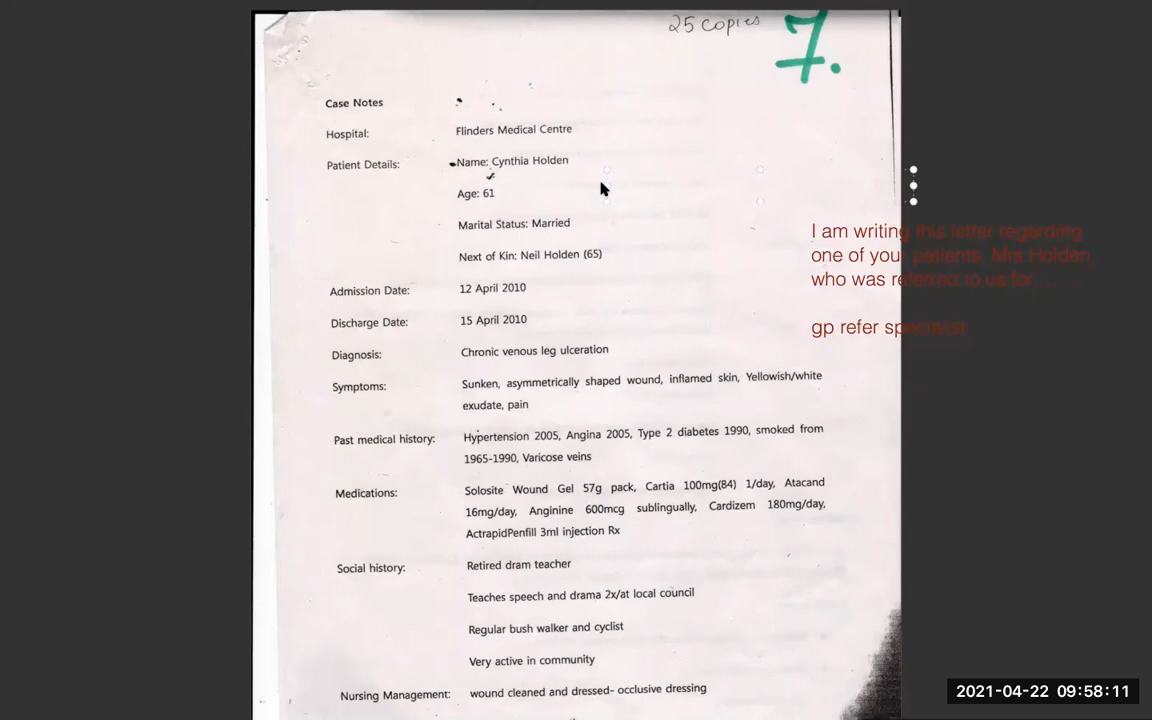 25 copies 7.
Case Notes
Hospital: Flinders Medical Centre
Patient Details: Name: Cynthia Holden
Age: 61
Marital Status: Married
Next of Kin: Neil Holden (65)
Admission Date: 12 April 2010
Discharge Date: 15 April 2010
Diagnosis: Chronic venous leg ulceration
Symptoms: Sunken, asymmetrically shaped wound, inflamed skin, Yellowish/white
exudate, pain
Past medical history: Hypertension 2005, Angina 2005, Type 2 diabetes 1990, smoked from
1965-1990, Varicose veins
Medications: Solosite Wound Gel 57g pack, Cartia 100mg(84) 1/day, Atacand
16mg/day, Anginine 600mcg sublingually, Cardizem 180mg/day,
ActrapidPenfill 3ml injection Rx
Social history: Retired dram teacher
Teaches speech and drama 2x/at local council
Regular bush walker and cyclist
Very active in community
Nursing Management: wound cleaned and dressed- occlusive dressing
I am writing this letter regarding
one of your patients, Mrs Holden,
who was referred to us for........
gp refer specialist
2021-04-22 09:58:11